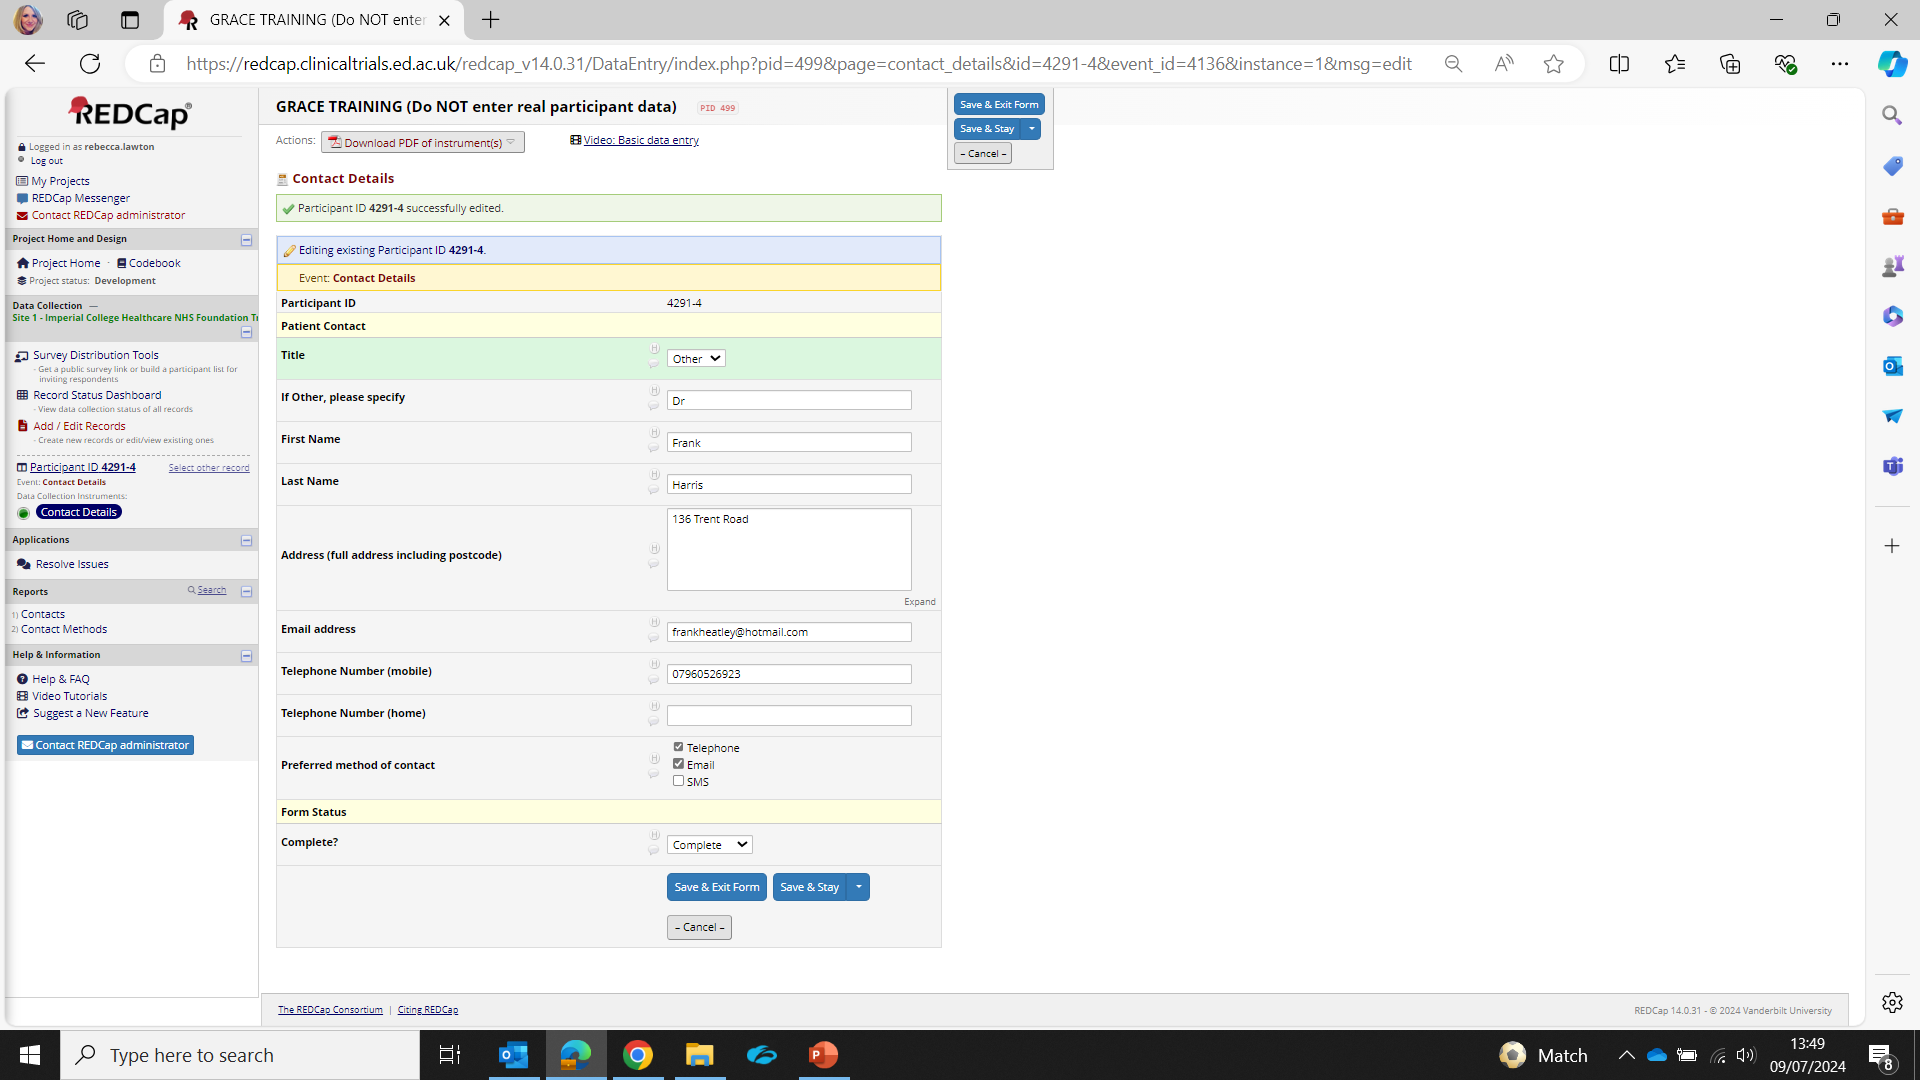 GRACE TRAINING (Do NOT enter
https://redcap.clinicaltrials.ed.ac.uk/redcap_v14.0.31/DataEntry/index.php?pid=499&page=contact_details&id=4291-4&event_id=4136&instance=1&msg=edit
REDCap
Logged in as rebecca.lawton
Log out
My Projects
REDCap Messenger
Contact REDCap administrator
Project Home and Design
Project Home · Codebook
Project status: Development
Data Collection
Site 1 - Imperial College Healthcare NHS Foundation Tr
Survey Distribution Tools
- Get a public survey link or build a participant list for
inviting respondents
Record Status Dashboard
- View data collection status of all records
Add / Edit Records
- Create new records or edit/view existing ones
Participant ID 4291-4 Select other record
Event: Contact Details
Data Collection Instruments:
Contact Details
Applications
Resolve Issues
Reports Search
1) Contacts
2) Contact Methods
Help & Information
Help & FAQ
Video Tutorials
Suggest a New Feature
Contact REDCap administrator
GRACE TRAINING (Do NOT enter real participant data) PID 499
Actions: Download PDF of instrument(s) Video: Basic data entry
Save & Exit Form
Save & Stay
– Cancel –
Contact Details
Participant ID 4291-4 successfully edited.
Editing existing Participant ID 4291-4.
Event: Contact Details
Participant ID 4291-4
Patient Contact
Title Other
If Other, please specify Dr
First Name Frank
Last Name Harris
Address (full address including postcode) 136 Trent Road
Expand
Email address frankheatley@hotmail.com
Telephone Number (mobile) 07960526923
Telephone Number (home)
Preferred method of contact
Telephone
Email
SMS
Form Status
Complete? Complete
Save & Exit Form Save & Stay
– Cancel –
The REDCap Consortium | Citing REDCap
REDCap 14.0.31 - © 2024 Vanderbilt University
Type here to search
Match
13:49
09/07/2024
8